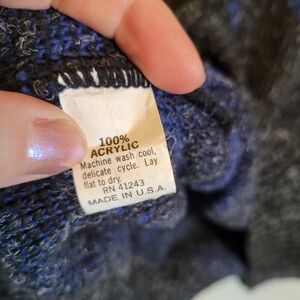 100%
ACRYLIC
Machine wash cool,
delicate cycle. Lay
flat to dry.
RN 41243
MADE IN U.S.A.